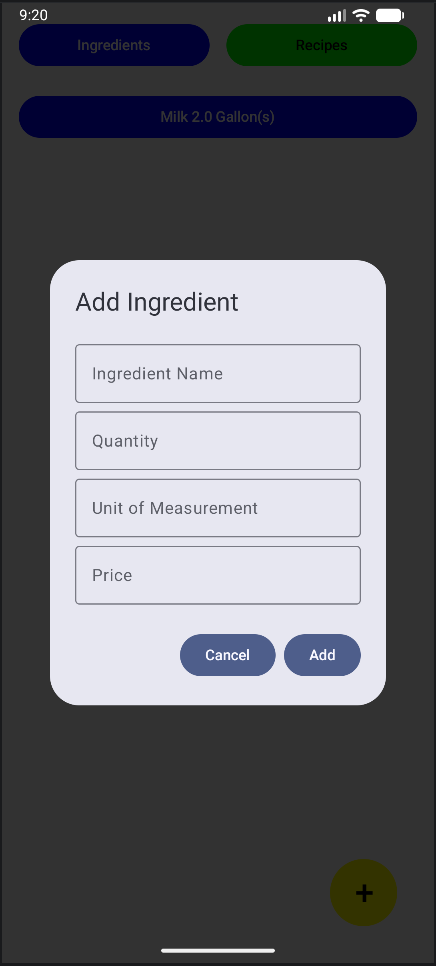 9:20
Ingredients Recipes
Milk 2.0 Gallon(s)
Add Ingredient
Ingredient Name
Quantity
Unit of Measurement
Price
Cancel Add
+